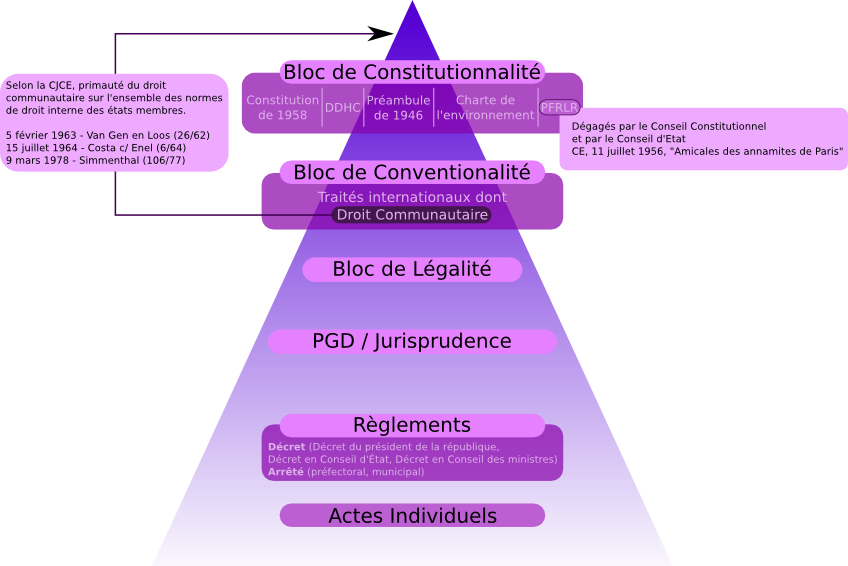 Bloc de Constitutionnalité
Constitution
de 1958
DDHC
Préambule
de 1946
Charte de
l'environnement
PFRLR
Selon la CJCE, primauté du droit
communautaire sur l'ensemble des normes
de droit interne des états membres.
5 février 1963 - Van Gen en Loos (26/62)
15 juillet 1964 - Costa c/ Enel (6/64)
9 mars 1978 - Simmenthal (106/77)
Dégagés par le Conseil Constitutionnel
et par le Conseil d'Etat
CE, 11 juillet 1956, "Amicales des annamites de Paris"
Bloc de Conventionalité
Traités internationaux dont
Droit Communautaire
Bloc de Légalité
PGD / Jurisprudence
Règlements
Décret (Décret du président de la république,
Décret en Conseil d'État, Décret en Conseil des ministres)
Arrêté (préfectoral, municipal)
Actes Individuels